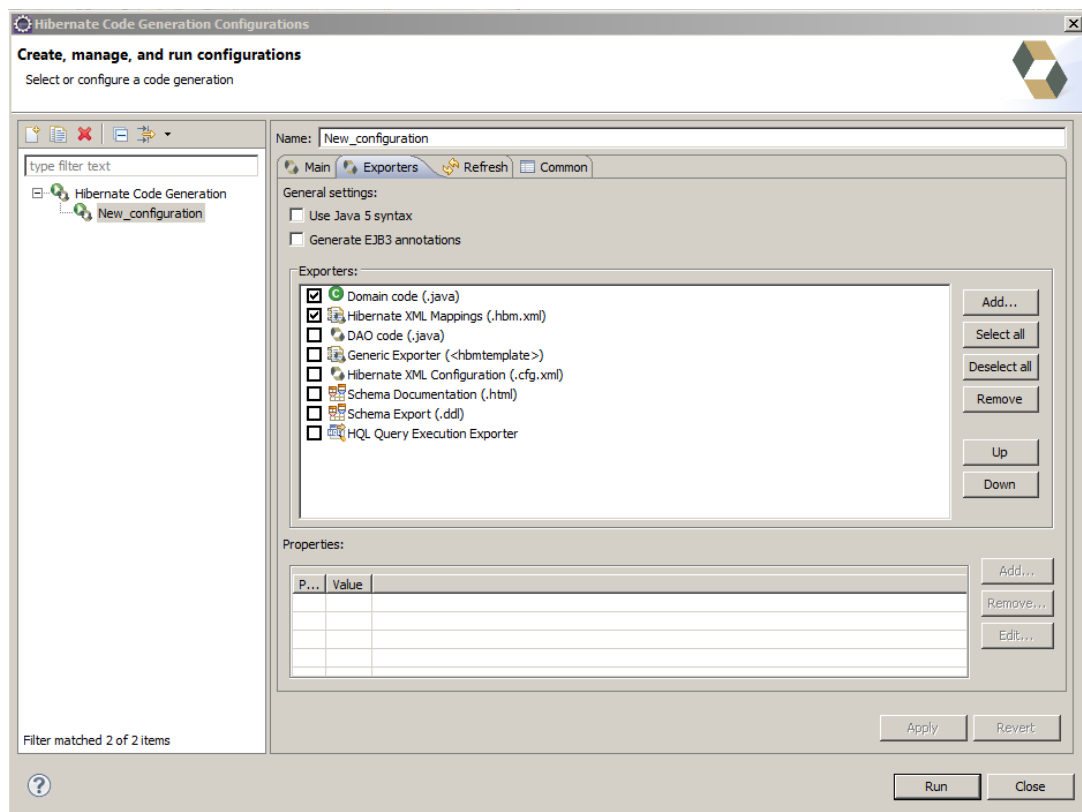 Hibernate Code Generation Configurations
Create, manage, and run configurations
Select or configure a code generation
type filter text
Hibernate Code Generation
New_configuration
Filter matched 2 of 2 items
Name: New_configuration
Main Exporters Refresh Common
General settings:
Use Java 5 syntax
Generate EJB3 annotations
Exporters:
Domain code (.java)
Hibernate XML Mappings (.hbm.xml)
DAO code (.java)
Generic Exporter (<hbmtemplate>)
Hibernate XML Configuration (.cfg.xml)
Schema Documentation (.html)
Schema Export (.ddl)
HQL Query Execution Exporter
Add...
Select all
Deselect all
Remove
Up
Down
Properties:
P... Value
Add...
Remove...
Edit...
Apply Revert
Run Close